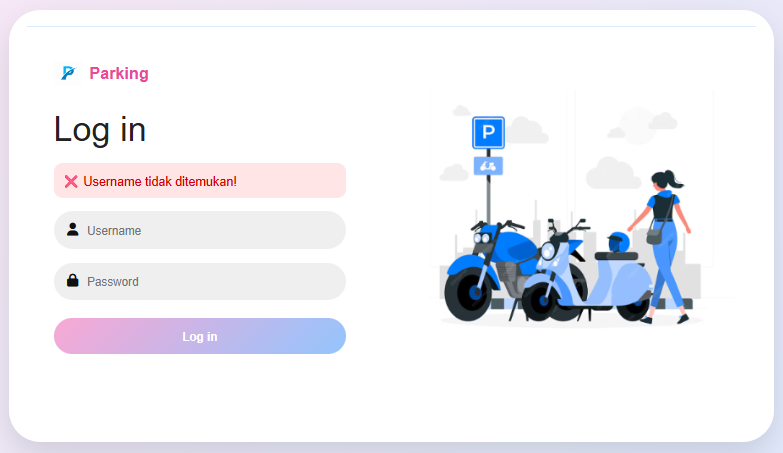 Parking
Log in
Username tidak ditemukan!
Username
Password
Log in
P